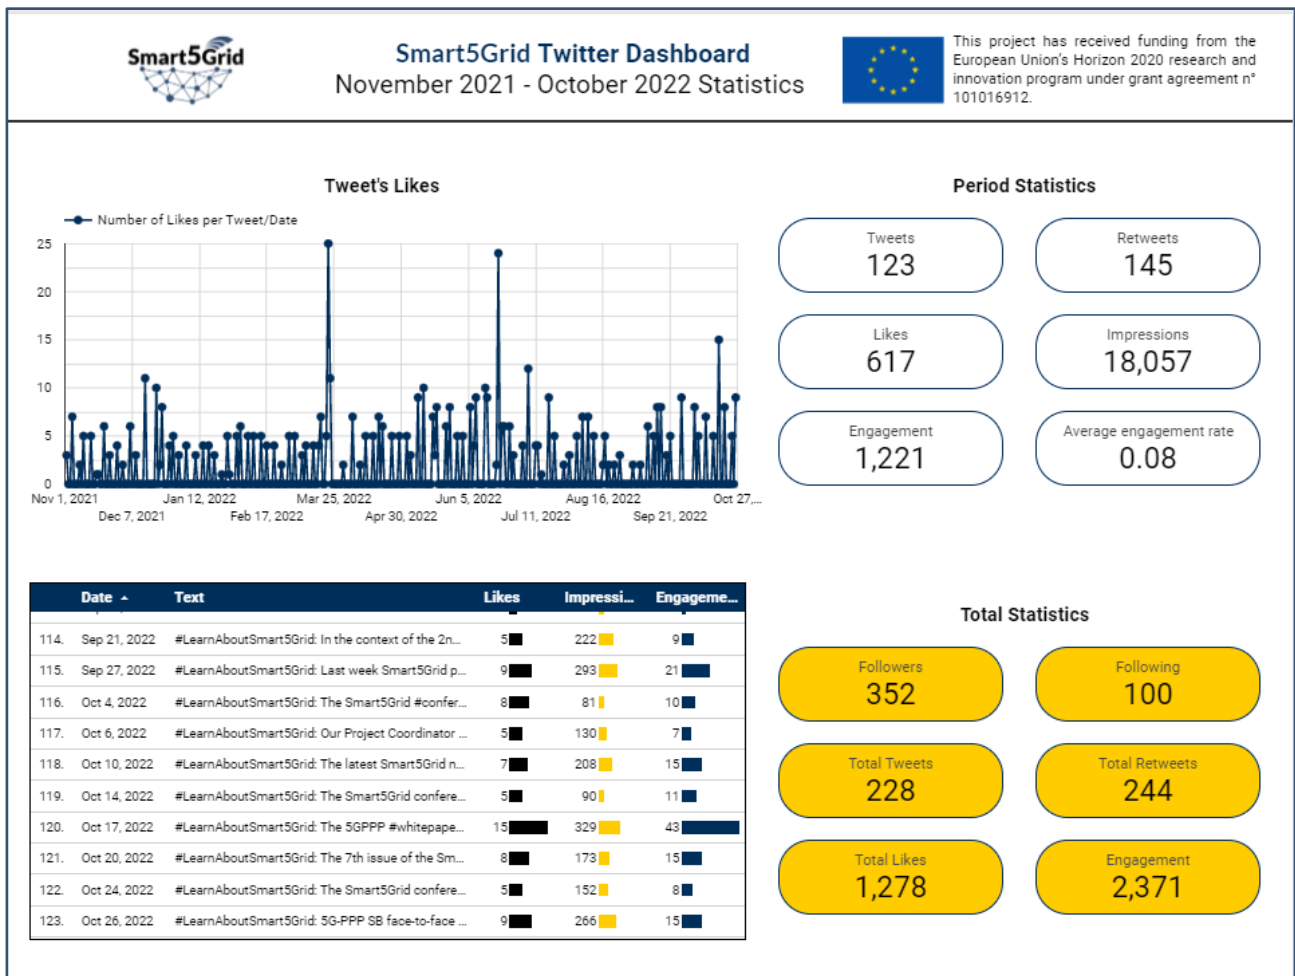 Smart5Grid
Smart5Grid Twitter Dashboard
November 2021 - October 2022 Statistics
This project has received funding from the
European Union's Horizon 2020 research and
innovation program under grant agreement n°
101016912.
Tweet's Likes
Number of Likes per Tweet/Date
25
20
15
10
5
0
Nov 1, 2021
Dec 7, 2021
Jan 12, 2022
Feb 17, 2022
Mar 25, 2022
Apr 30, 2022
Jun 5, 2022
Jul 11, 2022
Aug 16, 2022
Sep 21, 2022
Oct 27,...
Period Statistics
Tweets
123
Retweets
145
Likes
617
Impressions
18,057
Engagement
1,221
Average engagement rate
0.08
Date Text Likes Impressi... Engageme...
114. Sep 21, 2022 #LearnAboutSmart5Grid: In the context of the 2n... 5 222 9
115. Sep 27, 2022 #LearnAboutSmart5Grid: Last week Smart5Grid p... 9 293 21
116. Oct 4, 2022 #LearnAboutSmart5Grid: The Smart5Grid #confer... 8 81 10
117. Oct 6, 2022 #LearnAboutSmart5Grid: Our Project Coordinator ... 5 130 7
118. Oct 10, 2022 #LearnAboutSmart5Grid: The latest Smart5Grid n... 7 208 15
119. Oct 14, 2022 #LearnAboutSmart5Grid: The Smart5Grid confere... 5 90 11
120. Oct 17, 2022 #LearnAboutSmart5Grid: The 5GPPP #whitepape... 15 329 43
121. Oct 20, 2022 #LearnAboutSmart5Grid: The 7th issue of the Sm... 8 173 15
122. Oct 24, 2022 #LearnAboutSmart5Grid: The Smart5Grid confere... 5 152 8
123. Oct 26, 2022 #LearnAboutSmart5Grid: 5G-PPP SB face-to-face ... 9 266 15
Total Statistics
Followers
352
Following
100
Total Tweets
228
Total Retweets
244
Total Likes
1,278
Engagement
2,371